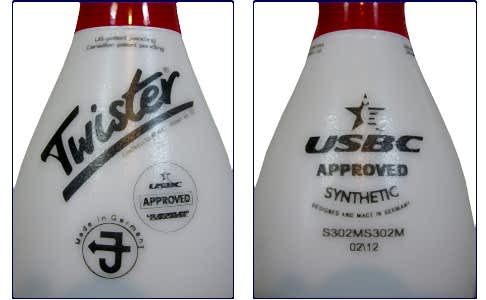 US-patent pending
Canadian patent pending
Twister®
USBC
APPROVED
Made in Germany
USBC
APPROVED
SYNTHETIC
DESIGNED AND MADE IN GERMANY
S302MS302M
02\12